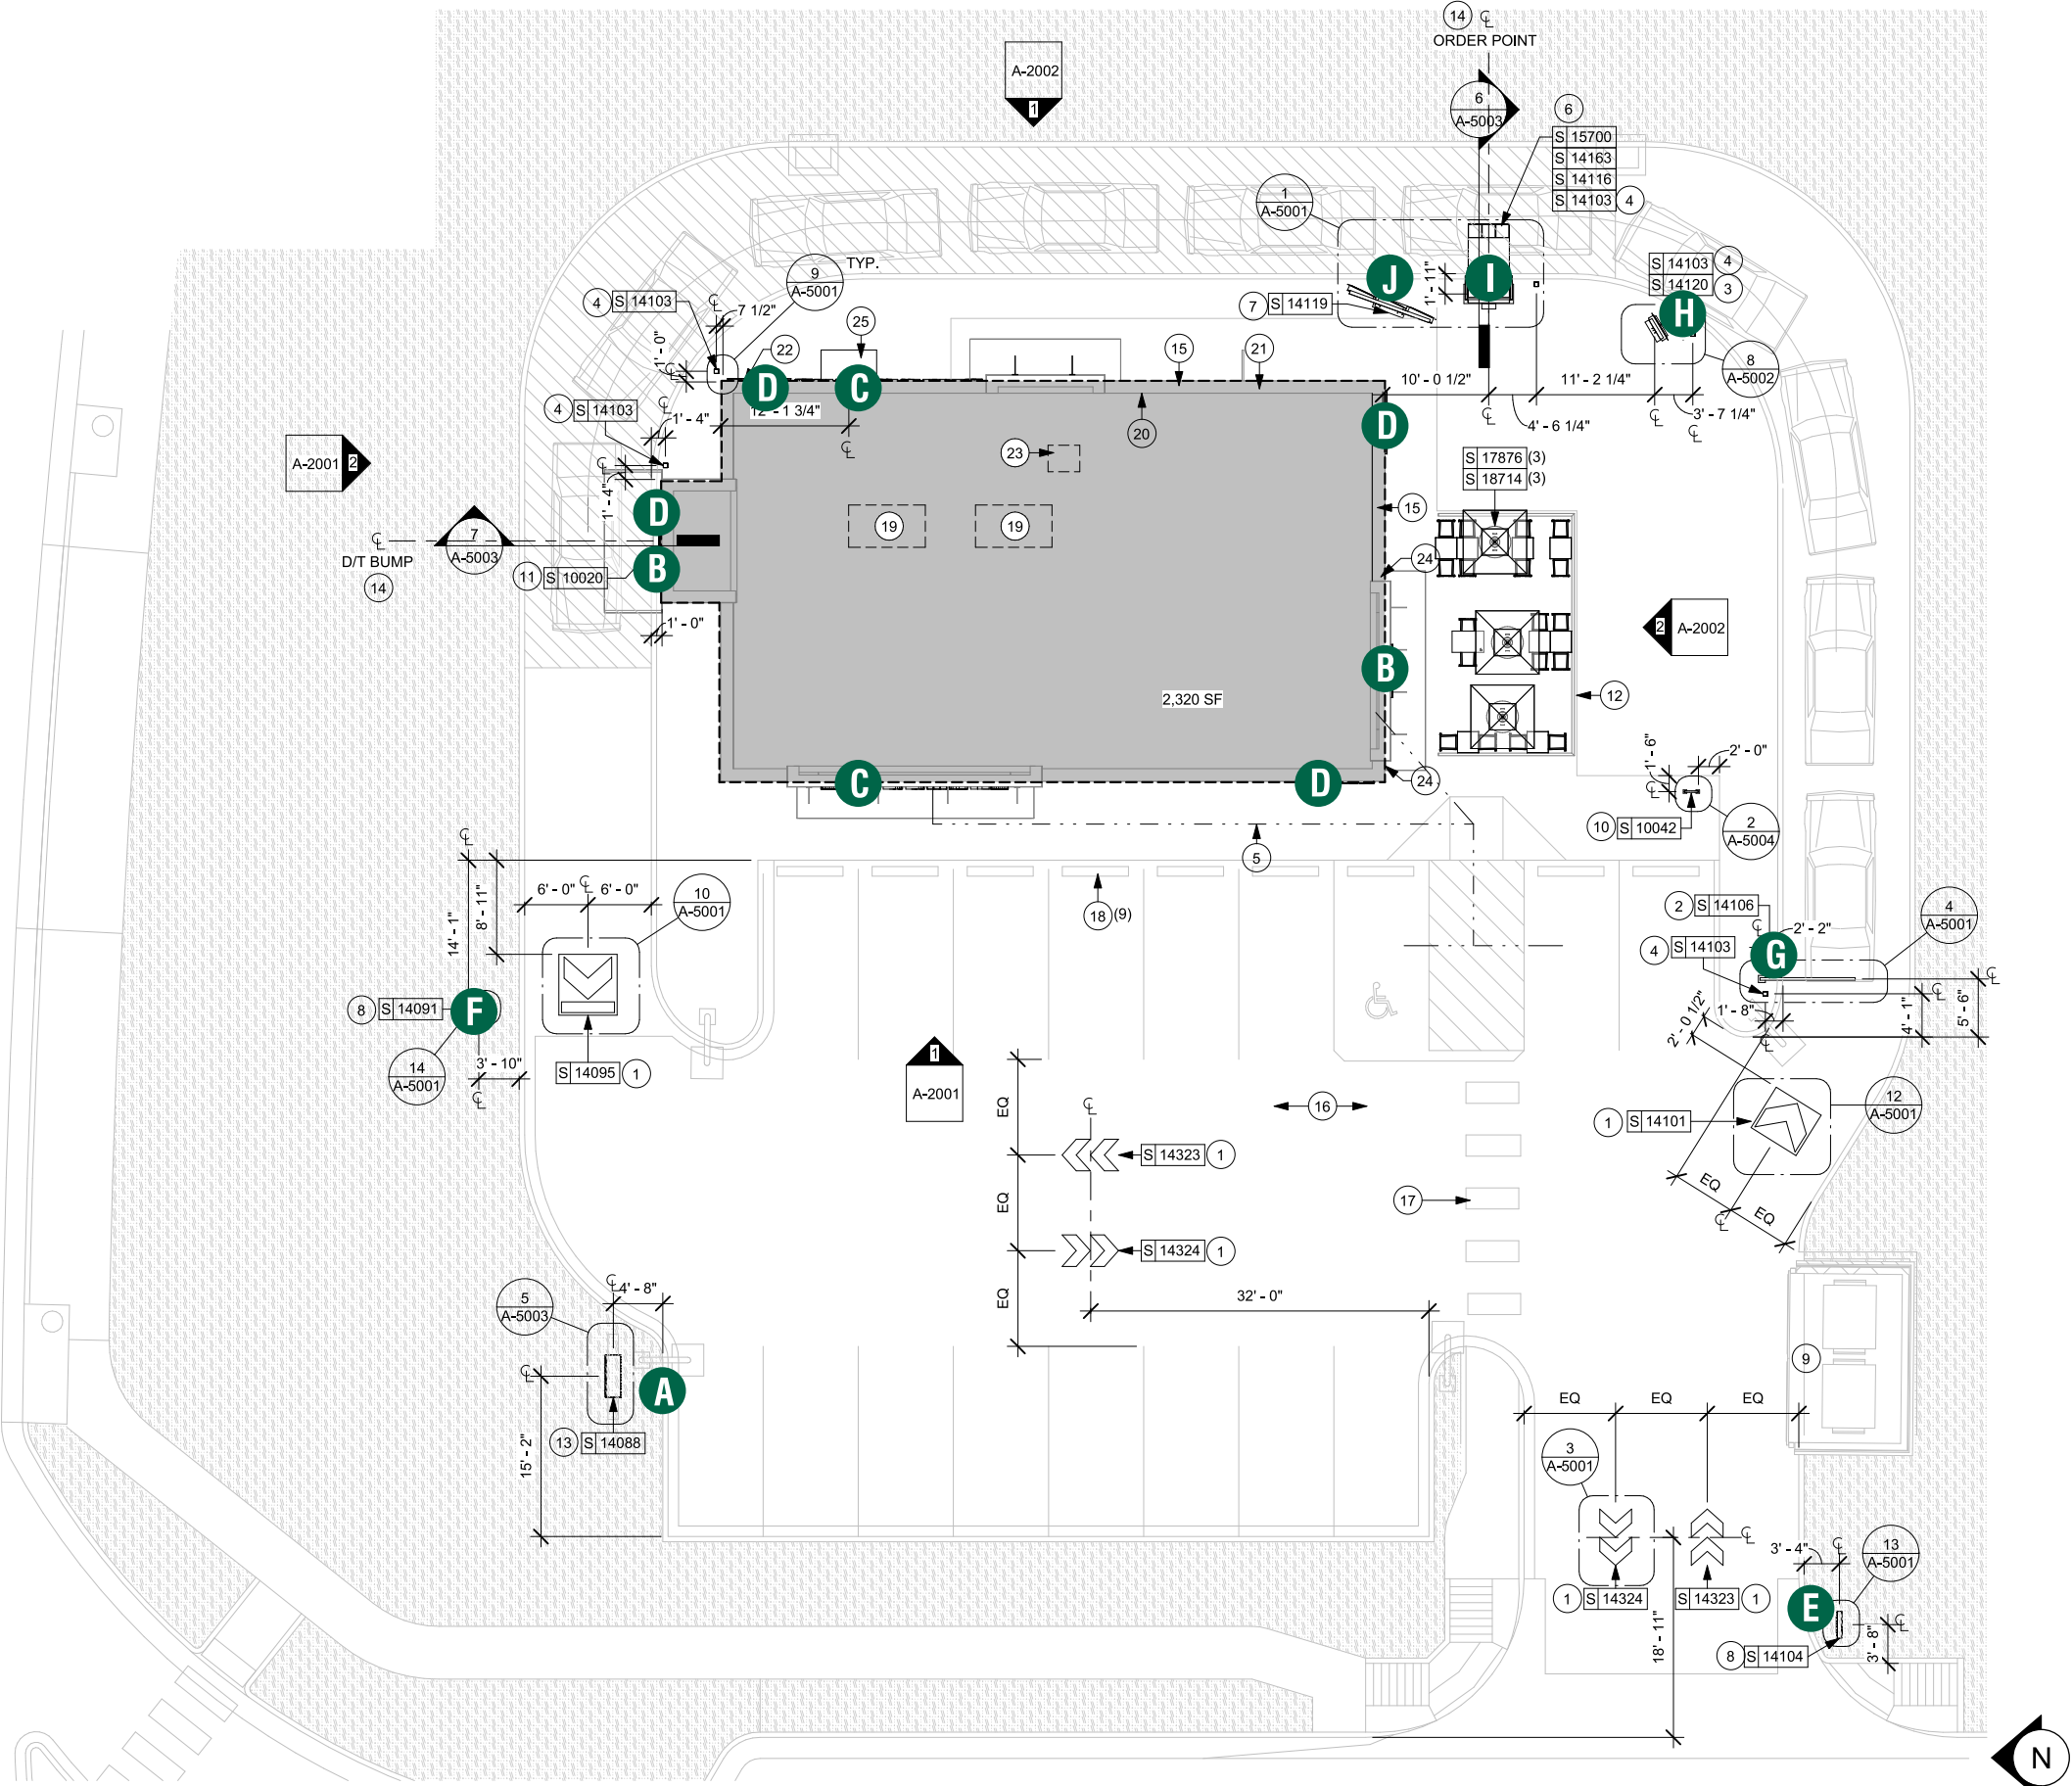 14 ℄
ORDER POINT
A-2002
1
6
A-5003
6
S 15700
S 14163
S 14116
S 14103 4
1
A-5001
9
A-5001
TYP.
J
I
1' - 11"
S 14103 4
S 14120 3
H
4 S 14103
℄
7 1/2"
25
7 S 14119
8
A-5002
1' - 0"
℄
22
15
21
D
C
10' - 0 1/2"
11' - 2 1/4"
4 S 14103
℄
1' - 4"
12' - 1 3/4"
℄
20
D
℄
4' - 6 1/4"
℄
3' - 7 1/4"
℄
A-2001 2
℄
1' - 4"
23
S 17876 (3)
S 18714 (3)
D
19
19
15
℄
D/T BUMP
14
7
A-5003
11 S 10020
B
24
1' - 0"
2 A-2002
B
2,320 SF
12
C
D
24
1' - 6"
℄
2' - 0"
10 S 10042
2
A-5004
5
℄
14' - 1"
8' - 11"
6' - 0"
℄
6' - 0"
10
A-5001
18 (9)
2 S 14106
℄
2' - 2"
4
A-5001
4 S 14103
G
℄
℄
8 S 14091
F
1' - 8"
℄
4' - 1"
5' - 6"
2' - 0 1/2"
14
A-5001
3' - 10"
℄
S 14095 1
1
A-2001
EQ
℄
16
12
A-5001
1 S 14101
S 14323 1
EQ
EQ
℄
EQ
17
S 14324 1
EQ
5
A-5003
℄
4' - 8"
32' - 0"
℄
A
9
15' - 2"
13 S 14088
EQ
EQ
EQ
3
A-5001
℄
3' - 4"
℄
13
A-5001
1 S 14324
S 14323 1
E
℄
18' - 11"
8 S 14104
3' - 8"
N